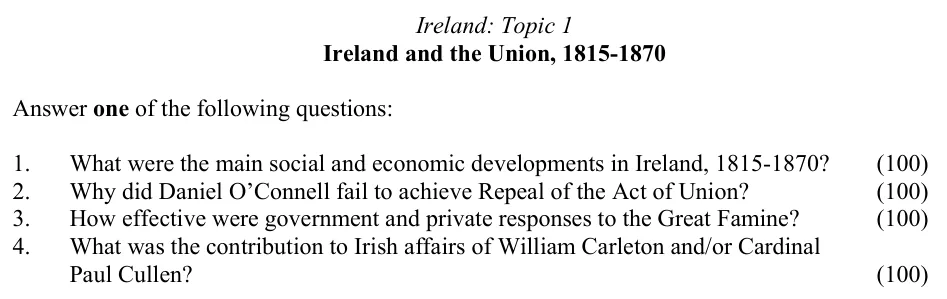 Ireland: Topic 1
Ireland and the Union, 1815-1870
Answer one of the following questions:
1. What were the main social and economic developments in Ireland, 1815-1870? (100)
2. Why did Daniel O’Connell fail to achieve Repeal of the Act of Union? (100)
3. How effective were government and private responses to the Great Famine? (100)
4. What was the contribution to Irish affairs of William Carleton and/or Cardinal
Paul Cullen? (100)